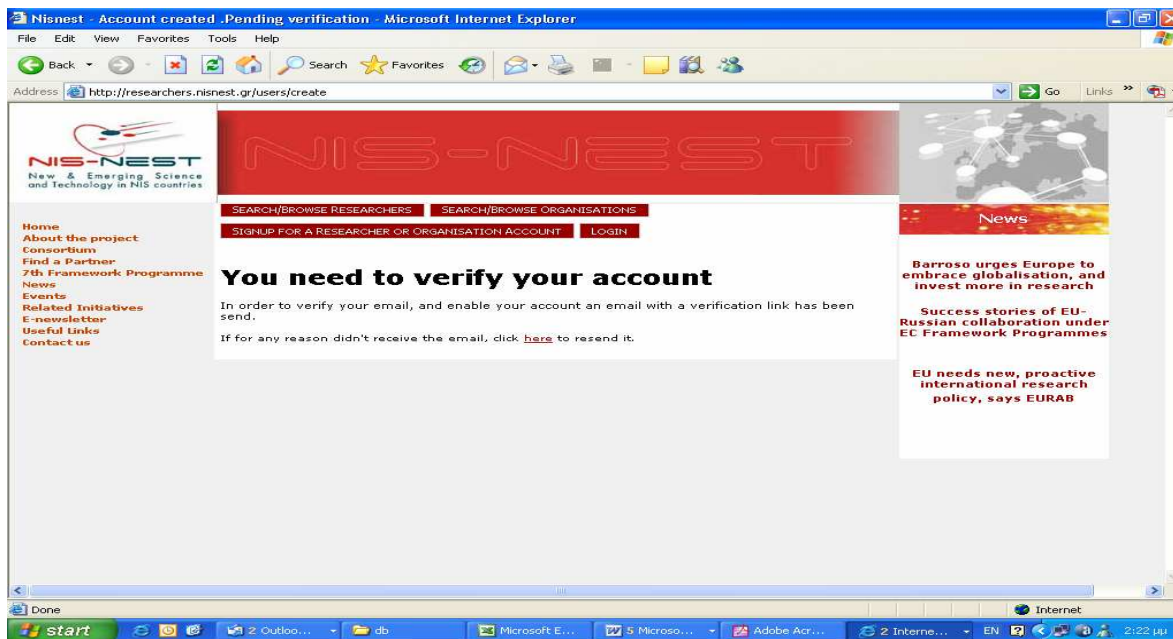 Nisnest - Account created .Pending verification - Microsoft Internet Explorer
File Edit View Favorites Tools Help
Back Search Favorites
Address http://researchers.nisnest.gr/users/create Go Links »
NIS-NEST
New & Emerging Science
and Technology in NIS countries
NIS-NEST
Home
About the project
Consortium
Find a Partner
7th Framework Programme
News
Events
Related Initiatives
E-newsletter
Useful Links
Contact us
SEARCH/BROWSE RESEARCHERS SEARCH/BROWSE ORGANISATIONS
SIGNUP FOR A RESEARCHER OR ORGANISATION ACCOUNT LOGIN
You need to verify your account
In order to verify your email, and enable your account an email with a verification link has been
send.
If for any reason didn't receive the email, click here to resend it.
News
Barroso urges Europe to
embrace globalisation, and
invest more in research
Success stories of EU-
Russian collaboration under
EC Framework Programmes
EU needs new, proactive
international research
policy, says EURAB
Done Internet
start 2 Outloo... db Microsoft E... 5 Microso... Adobe Acr... 2 Interne... EN 2:22 μμ